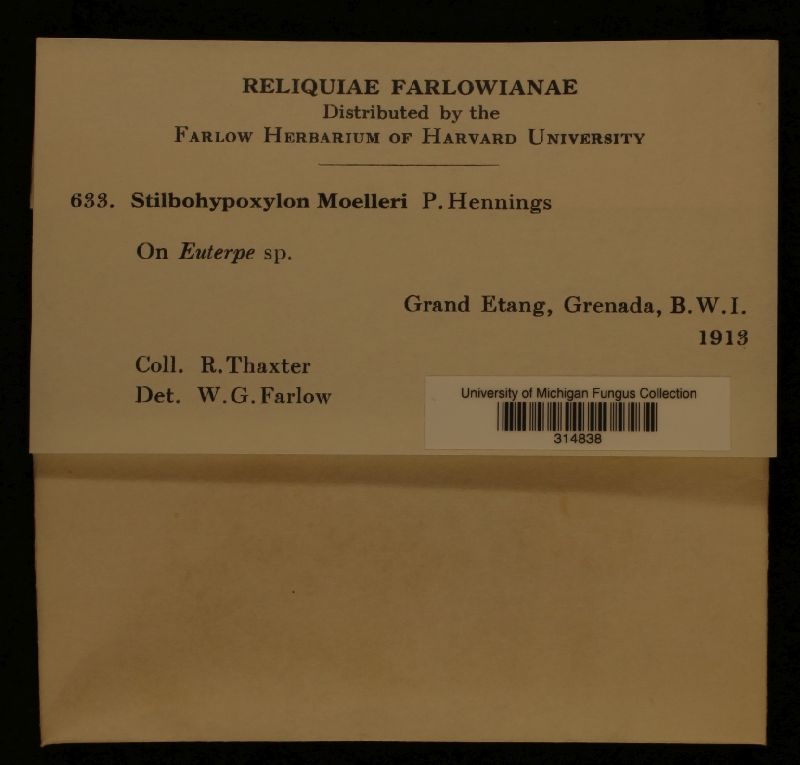 RELIQUIAE FARLOWIANAE
Distributed by the
FARLOW HERBARIUM OF HARVARD UNIVERSITY
633. Stilbohypoxylon Moelleri P. Hennings
On Euterpe sp.
Grand Etang, Grenada, B.W.I.
1913
Coll. R. Thaxter
Det. W. G. Farlow
University of Michigan Fungus Collection
314838